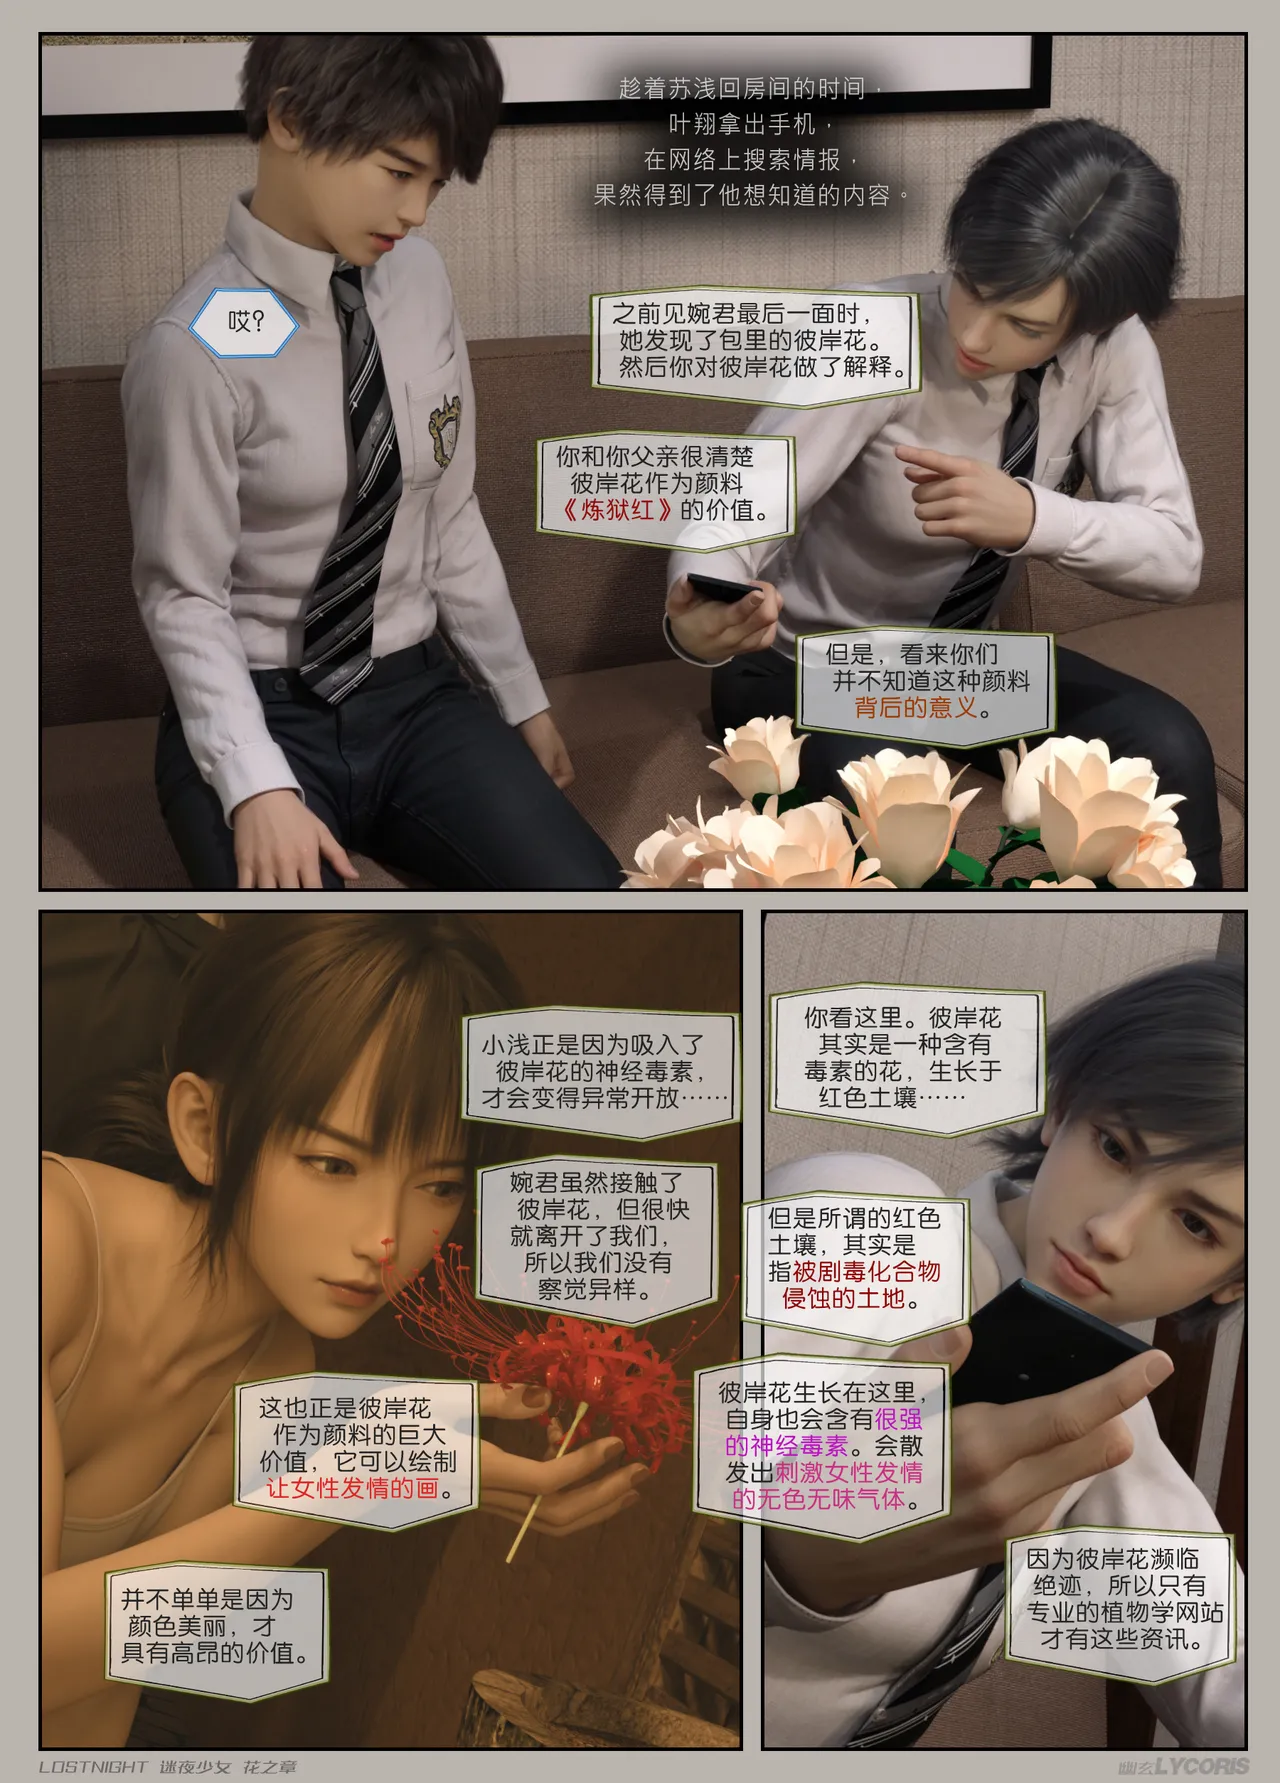 趁着苏浅回房间的时间，
叶翔拿出手机，
在网络上搜索情报，
果然得到了他想知道的内容。
哎？
之前见婉君最后一面时，
她发现了包里的彼岸花。
然后你对彼岸花做了解释。
你和你父亲很清楚
彼岸花作为颜料
《炼狱红》的价值。
但是，看来你们
并不知道这种颜料
背后的意义。
你看这里。彼岸花
其实是一种含有
毒素的花，生长于
红色土壤……
但是所谓的红色
土壤，其实是
指被剧毒化合物
侵蚀的土地。
彼岸花生长在这里，
自身也会含有很强
的神经毒素。会散
发出刺激女性发情
的无色无味气体。
因为彼岸花濒临
绝迹，所以只有
专业的植物学网站
才有这些资讯。
小浅正是因为吸入了
彼岸花的神经毒素，
才会变得异常开放……
婉君虽然接触了
彼岸花，但很快
就离开了我们，
所以我们没有
察觉异样。
这也正是彼岸花
作为颜料的巨大
价值，它可以绘制
让女性发情的画。
并不单单是因为
颜色美丽，才
具有高昂的价值。
LOSTNIGHT 迷夜少女 花之章
幽玄LYCORIS